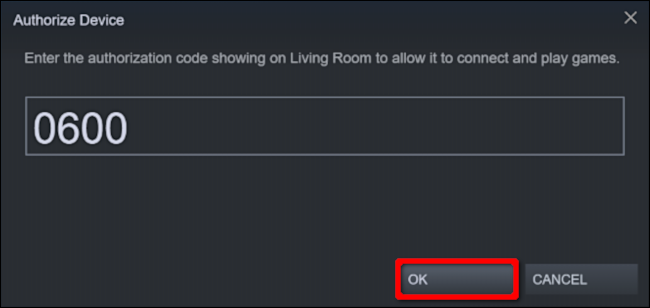 Authorize Device
Enter the authorization code showing on Living Room to allow it to connect and play games.
0600
OK
CANCEL